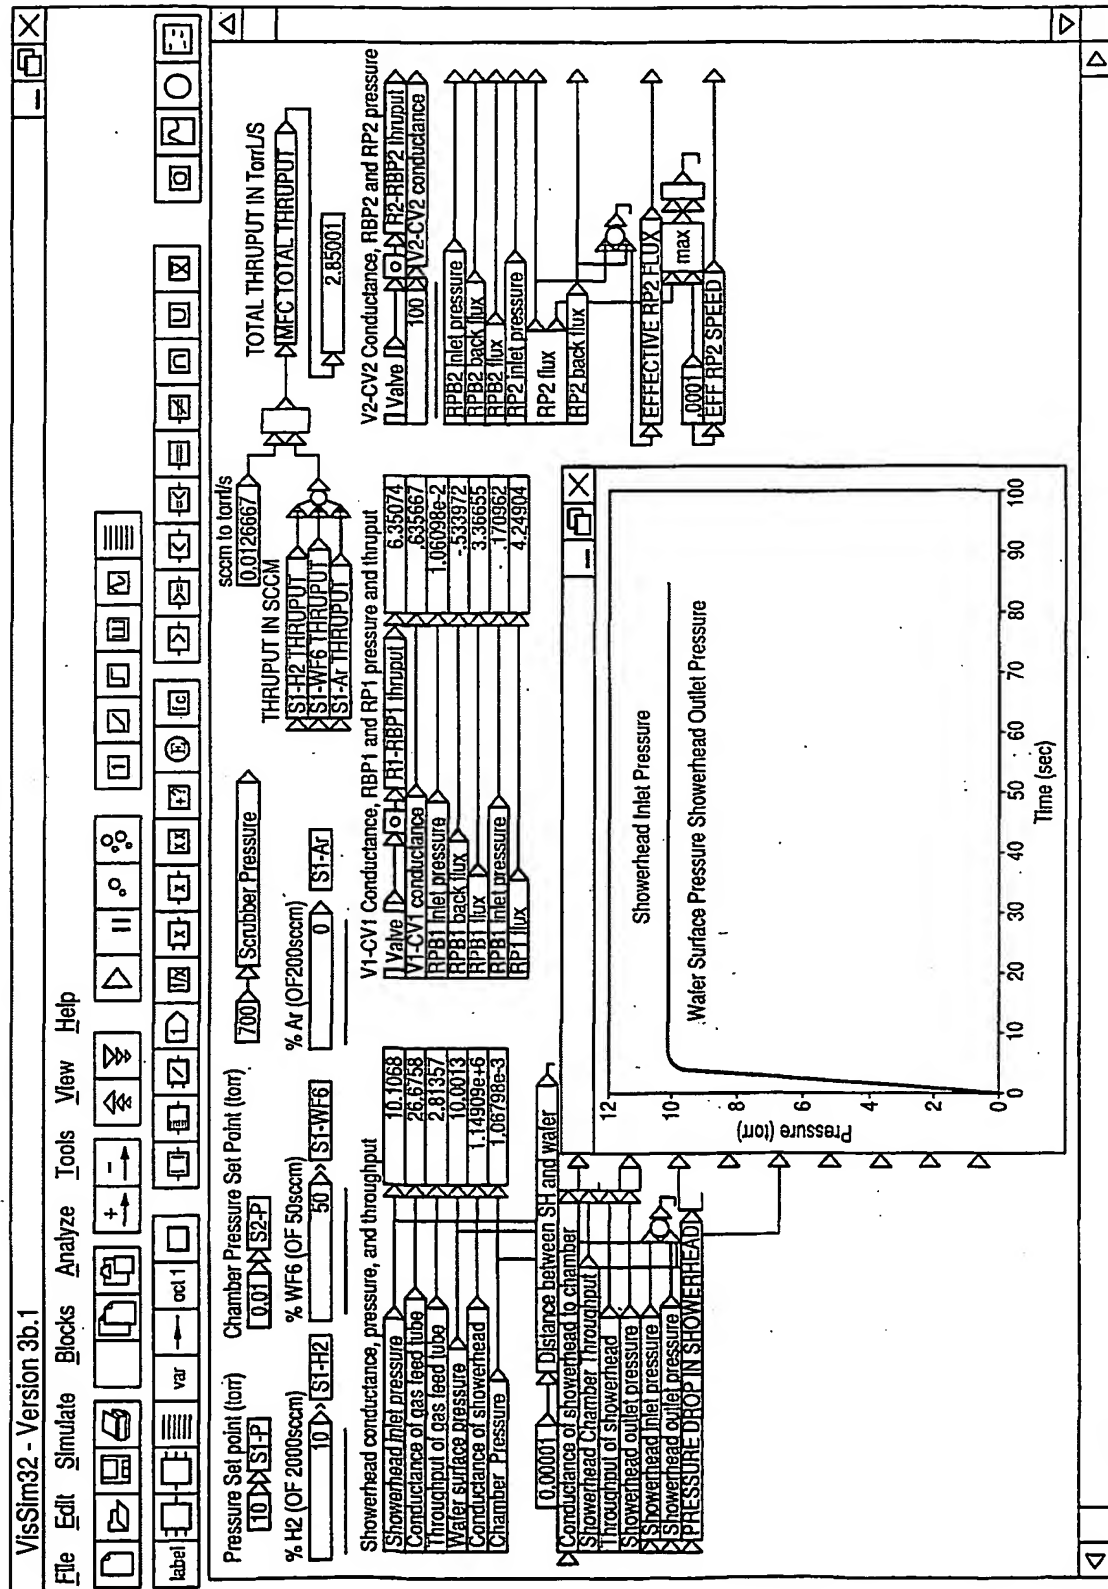 VisSim32 - Version 3b.1
File Edit Simulate Blocks Analyze Tools View Help
label var oct 1
1/X +? fc
Pressure Set point (torr)
10 S1-P
Chamber Pressure Set Point (torr)
0.01 S2-P
700 Scrubber Pressure
sccm to torrl/s
0.0126667
THRUPUT IN SCCM
S1-H2 THRUPUT
S1-WF6 THRUPUT
S1-Ar THRUPUT
TOTAL THRUPUT IN TorrL/S
MFC TOTAL THRUPUT
2.85001
% H2 (OF 2000sccm)
10 S1-H2
% WF6 (OF 50sccm)
50 S1-WF6
% Ar (OF200sccm)
0 S1-Ar
Showerhead conductance, pressure, and throughput
Showerhead inlet pressure 10.1068
Conductance of gas feed tube 26.6758
Throughput of gas feed tube 2.81357
Wafer surface pressure 10.0013
Conductance of showerhead 1.14909e+6
Chamber Pressure 1.06798e-3
V1-CV1 Conductance, RBP1 and RP1 pressure and thruput
Valve R1-RBP1 thruput 6.35074
V1-CV1 conductance .635667
RPB1 inlet pressure 1.06098e-2
RPB1 back flux -.533972
RPB1 flux 3.36655
RPB1 inlet pressure .170962
RP1 flux 4.24904
V2-CV2 Conductance, RBP2 and RP2 pressure
Valve R2-RBP2 thruput
100 V2-CV2 conductance
RPB2 inlet pressure
RPB2 back flux
RPB2 flux
RP2 inlet pressure
RP2 flux
RP2 back flux
EFFECTIVE RP2 FLUX
max
.0001
EFF RP2 SPEED
0.00001 Distance between SH and wafer
Conductance of showerhead to chamber
Showerhead Chamber Throughput
Throughput of showerhead
Showerhead outlet pressure
Showerhead inlet pressure
Showerhead outlet pressure
PRESSURE DROP IN SHOWERHEAD
Showerhead Inlet Pressure
Wafer Surface Pressure Showerhead Outlet Pressure
Pressure (torr)
12
10
8
6
4
2
0
0 10 20 30 40 50 60 70 80 90 100
Time (sec)